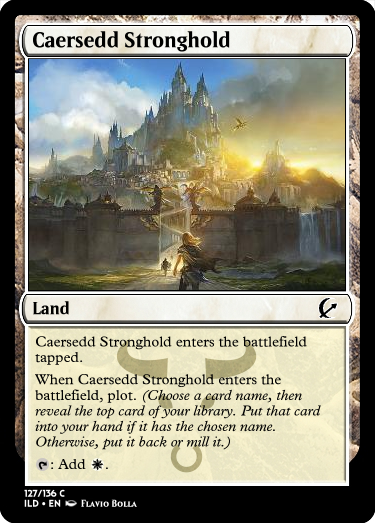 Caersedd Stronghold
Land
Caersedd Stronghold enters the battlefield
tapped.
When Caersedd Stronghold enters the
battlefield, plot. (Choose a card name, then
reveal the top card of your library. Put that card
into your hand if it has the chosen name.
Otherwise, put it back or mill it.)
: Add .
127/136 C
ILD • EN Flavio Bolla